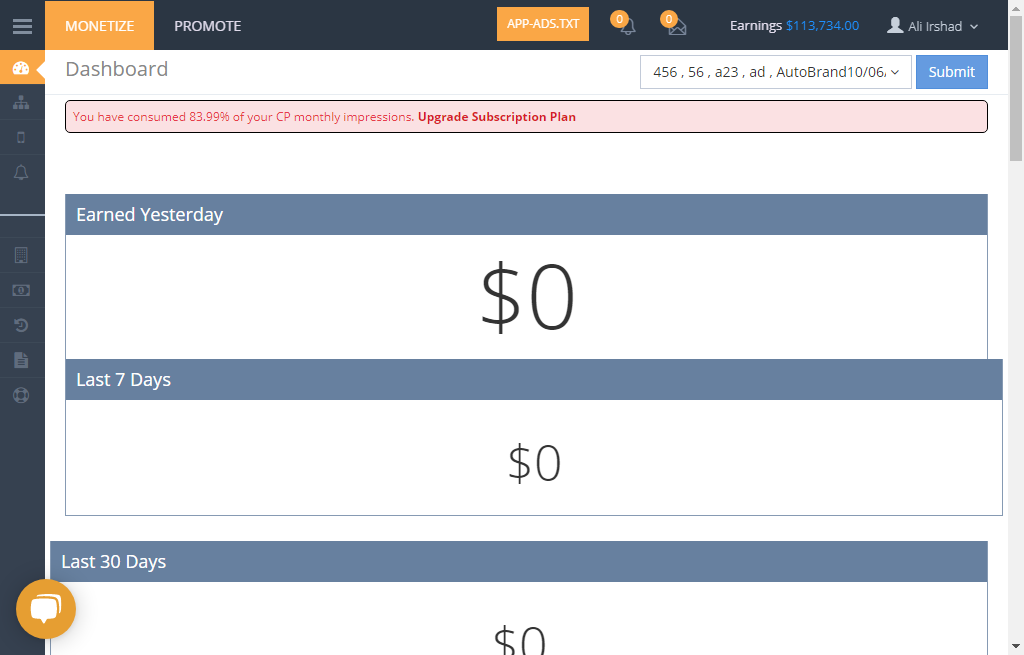 MONETIZE
PROMOTE
APP-ADS.TXT
0
0
Earnings $113,734.00
Ali Irshad
Dashboard
456 , 56 , a23 , ad , AutoBrand10/06,
Submit
You have consumed 83.99% of your CP monthly impressions. Upgrade Subscription Plan
Earned Yesterday
$0
Last 7 Days
$0
Last 30 Days
$0